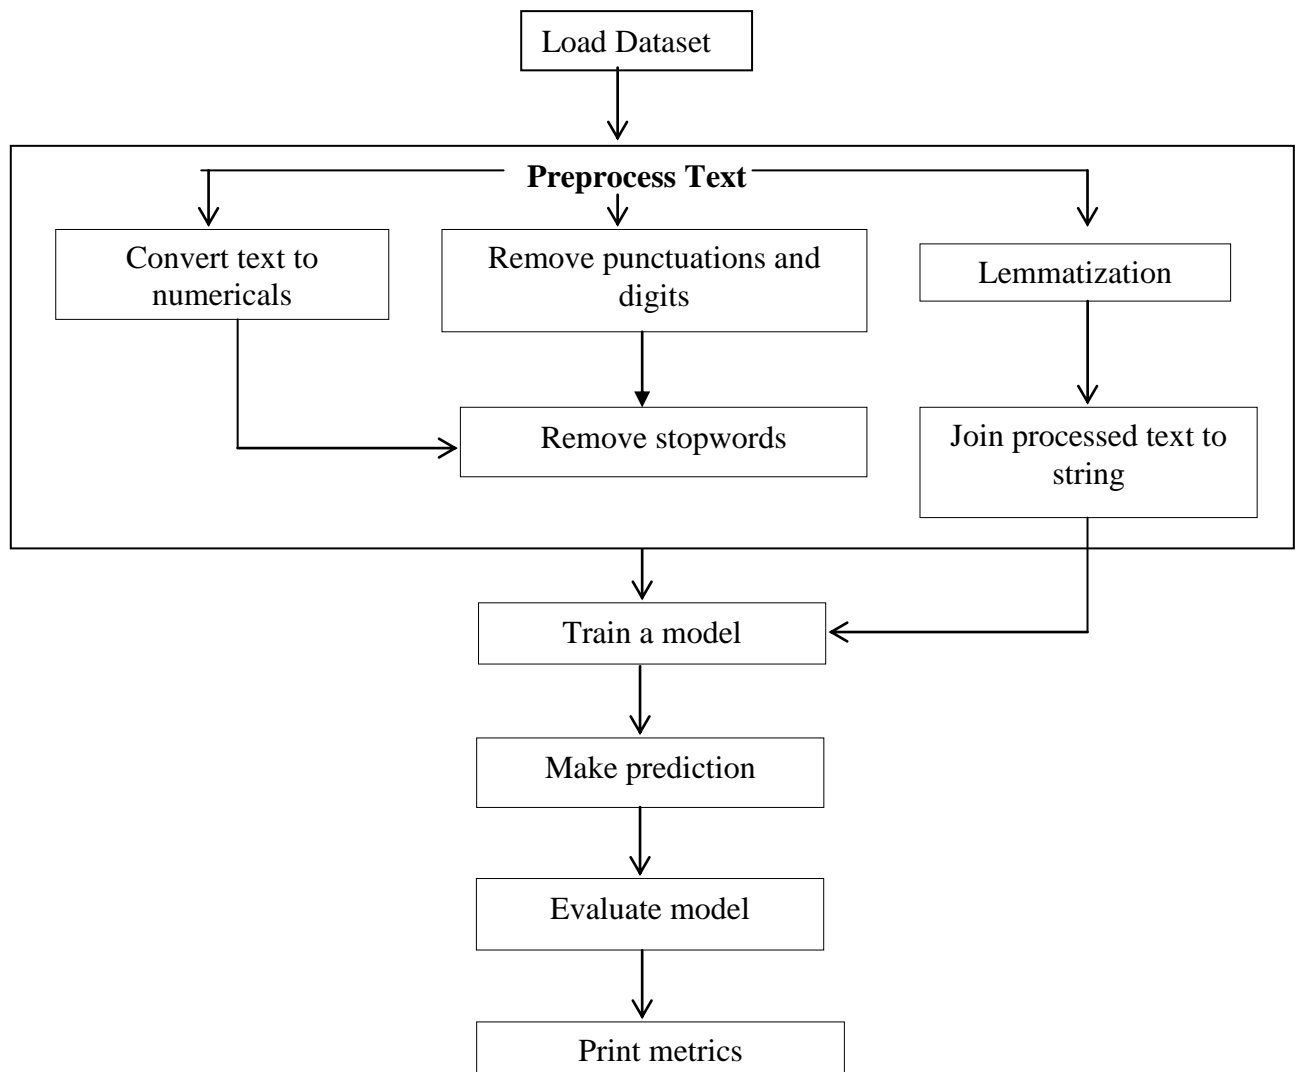 Load Dataset
Preprocess Text
Convert text to
numericals
Remove punctuations and
digits
Lemmatization
Remove stopwords
Join processed text to
string
Train a model
Make prediction
Evaluate model
Print metrics